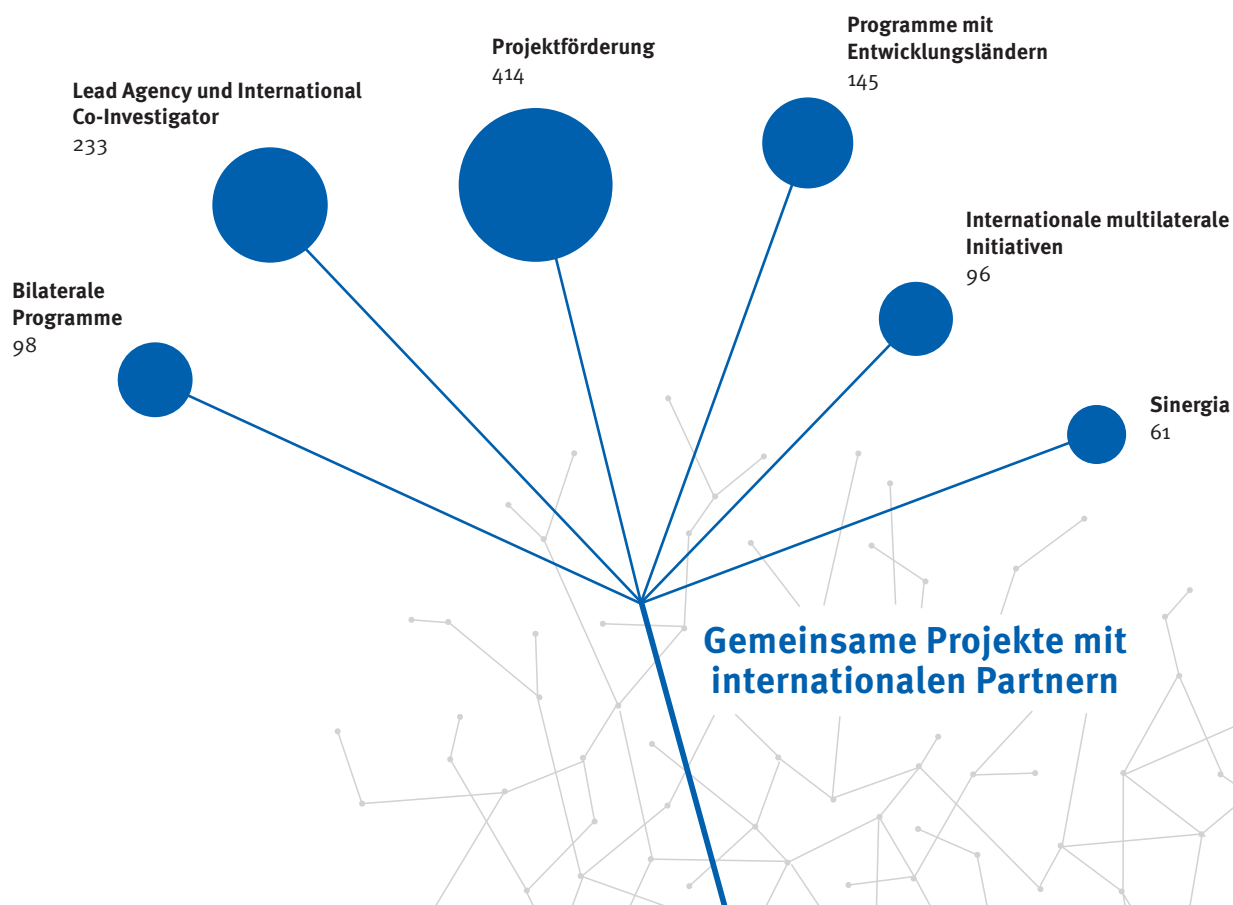 Programme mit
Entwicklungsländern
145
Projektförderung
414
Lead Agency und International
Co-Investigator
233
Internationale multilaterale
Initiativen
96
Bilaterale
Programme
98
Sinergia
61
Gemeinsame Projekte mit
internationalen Partnern